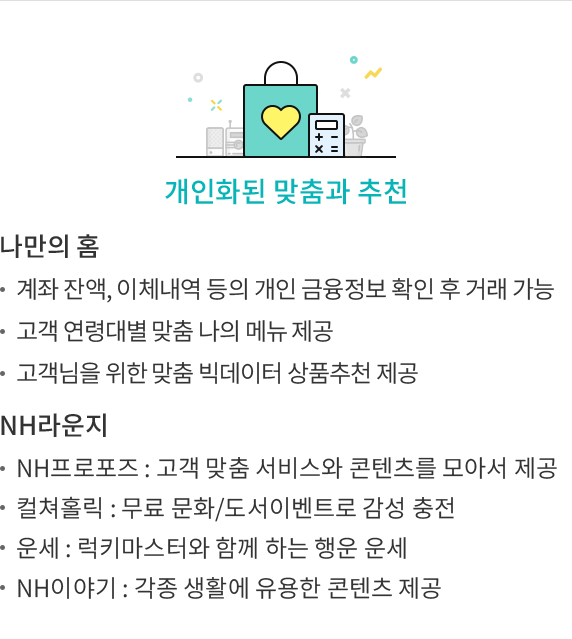 개인화된 맞춤과 추천
나만의 홈
• 계좌 잔액, 이체내역 등의 개인 금융정보 확인 후 거래 가능
• 고객 연령대별 맞춤 나의 메뉴 제공
• 고객님을 위한 맞춤 빅데이터 상품추천 제공
NH라운지
• NH프로포즈 : 고객 맞춤 서비스와 콘텐츠를 모아서 제공
• 컬쳐홀릭 : 무료 문화/도서이벤트로 감성 충전
• 운세 : 럭키마스터와 함께 하는 행운 운세
• NH이야기 : 각종 생활에 유용한 콘텐츠 제공